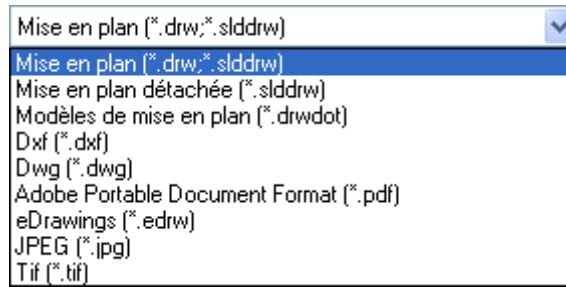 Mise en plan (*.drw;*.slddrw)
Mise en plan (*.drw;*.slddrw)
Mise en plan détachée (*.slddrw)
Modèles de mise en plan (*.drwdot)
Dxf (*.dxf)
Dwg (*.dwg)
Adobe Portable Document Format (*.pdf)
eDrawings (*.edrw)
JPEG (*.jpg)
Tif (*.tif)